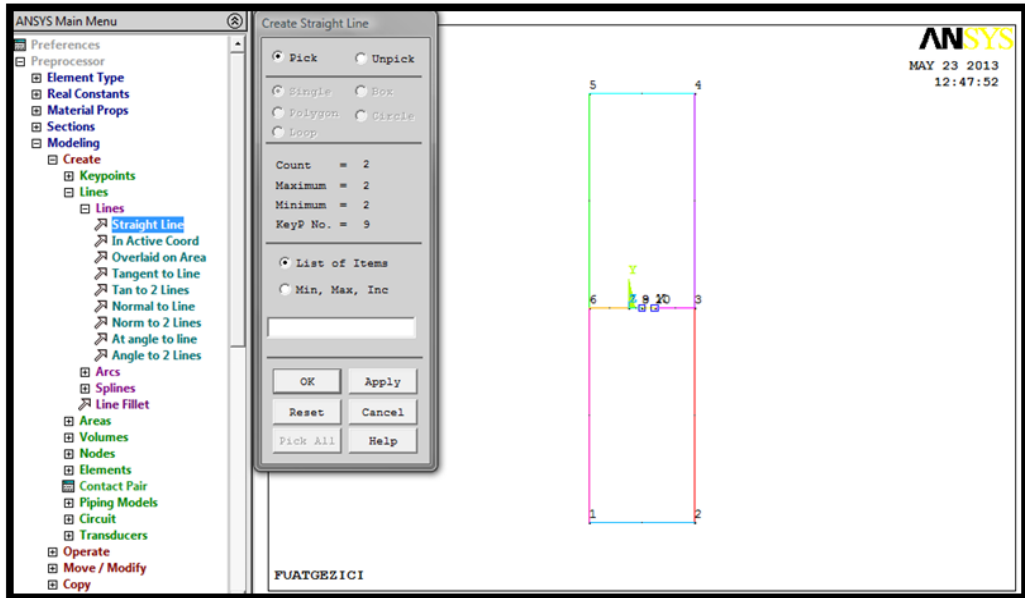 ANSYS Main Menu
Preferences
Preprocessor
Element Type
Real Constants
Material Props
Sections
Modeling
Create
Keypoints
Lines
Lines
Straight Line
In Active Coord
Overlaid on Area
Tangent to Line
Tan to 2 Lines
Normal to Line
Norm to 2 Lines
At angle to line
Angle to 2 Lines
Arcs
Splines
Line Fillet
Areas
Volumes
Nodes
Elements
Contact Pair
Piping Models
Circuit
Transducers
Operate
Move / Modify
Copy
Create Straight Line
Pick Unpick
Single Box
Polygon Circle
Loop
Count = 2
Maximum = 2
Minimum = 2
KeyP No. = 9
List of Items
Min, Max, Inc
OK Apply
Reset Cancel
Pick All Help
ANSYS
MAY 23 2013
12:47:52
5 4
Y
6 Z 9 10 X 3
1 2
FUATGEZICI